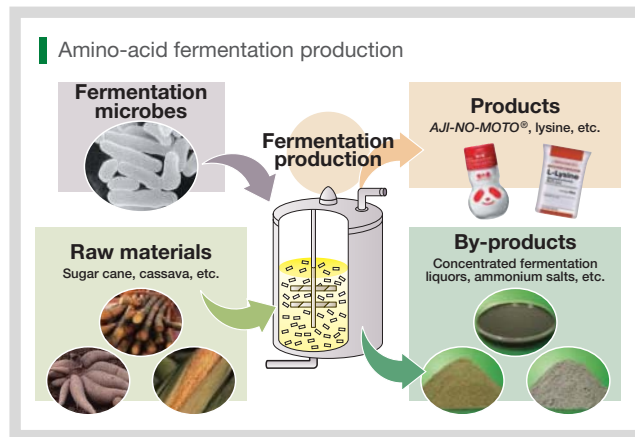 Amino-acid fermentation production
Fermentation
microbes
Fermentation
production
Products
AJI-NO-MOTO®, lysine, etc.
L-Lysine
Raw materials
Sugar cane, cassava, etc.
By-products
Concentrated fermentation
liquors, ammonium salts, etc.